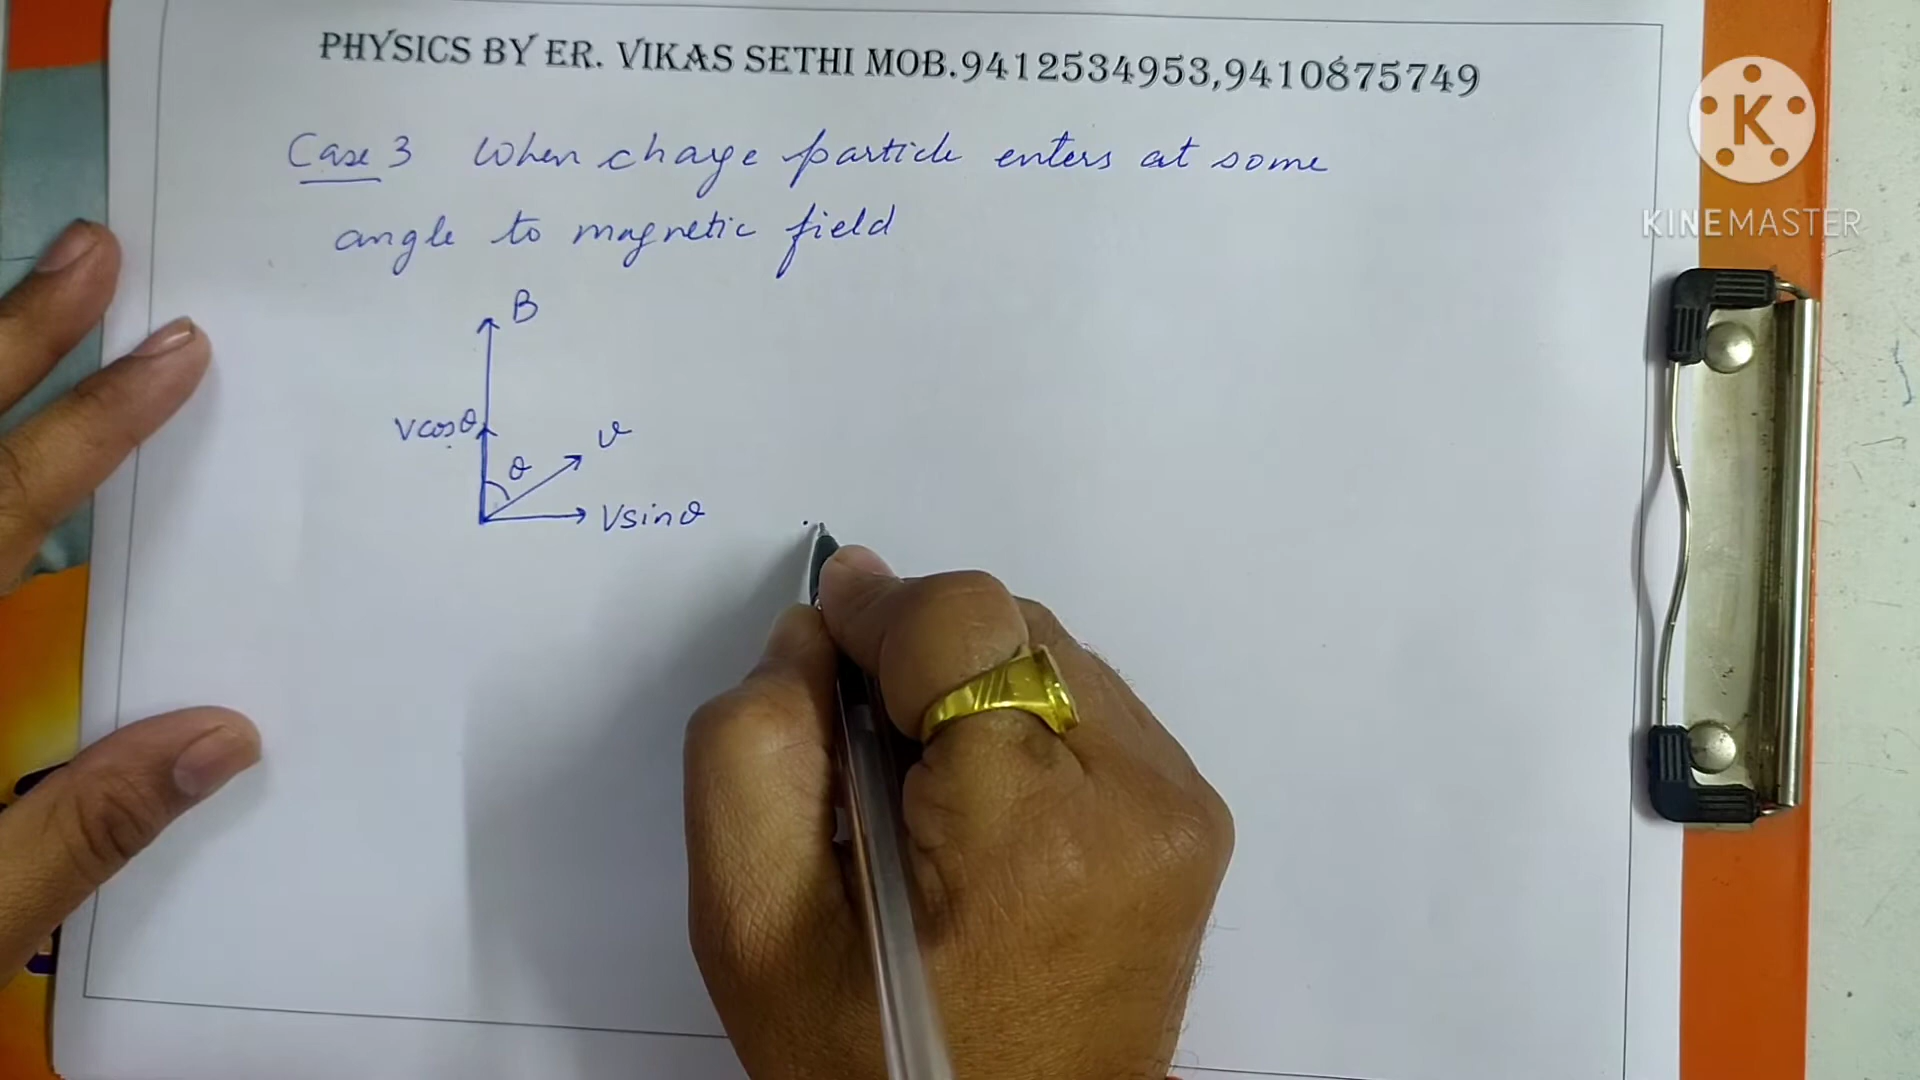 PHYSICS BY ER. VIKAS SETHI MOB.9412534953,9410875749
Case 3 When charge particle enters at some
angle to magnetic field
B
Vcosθ
v
θ
Vsinθ
K
KINEMASTER